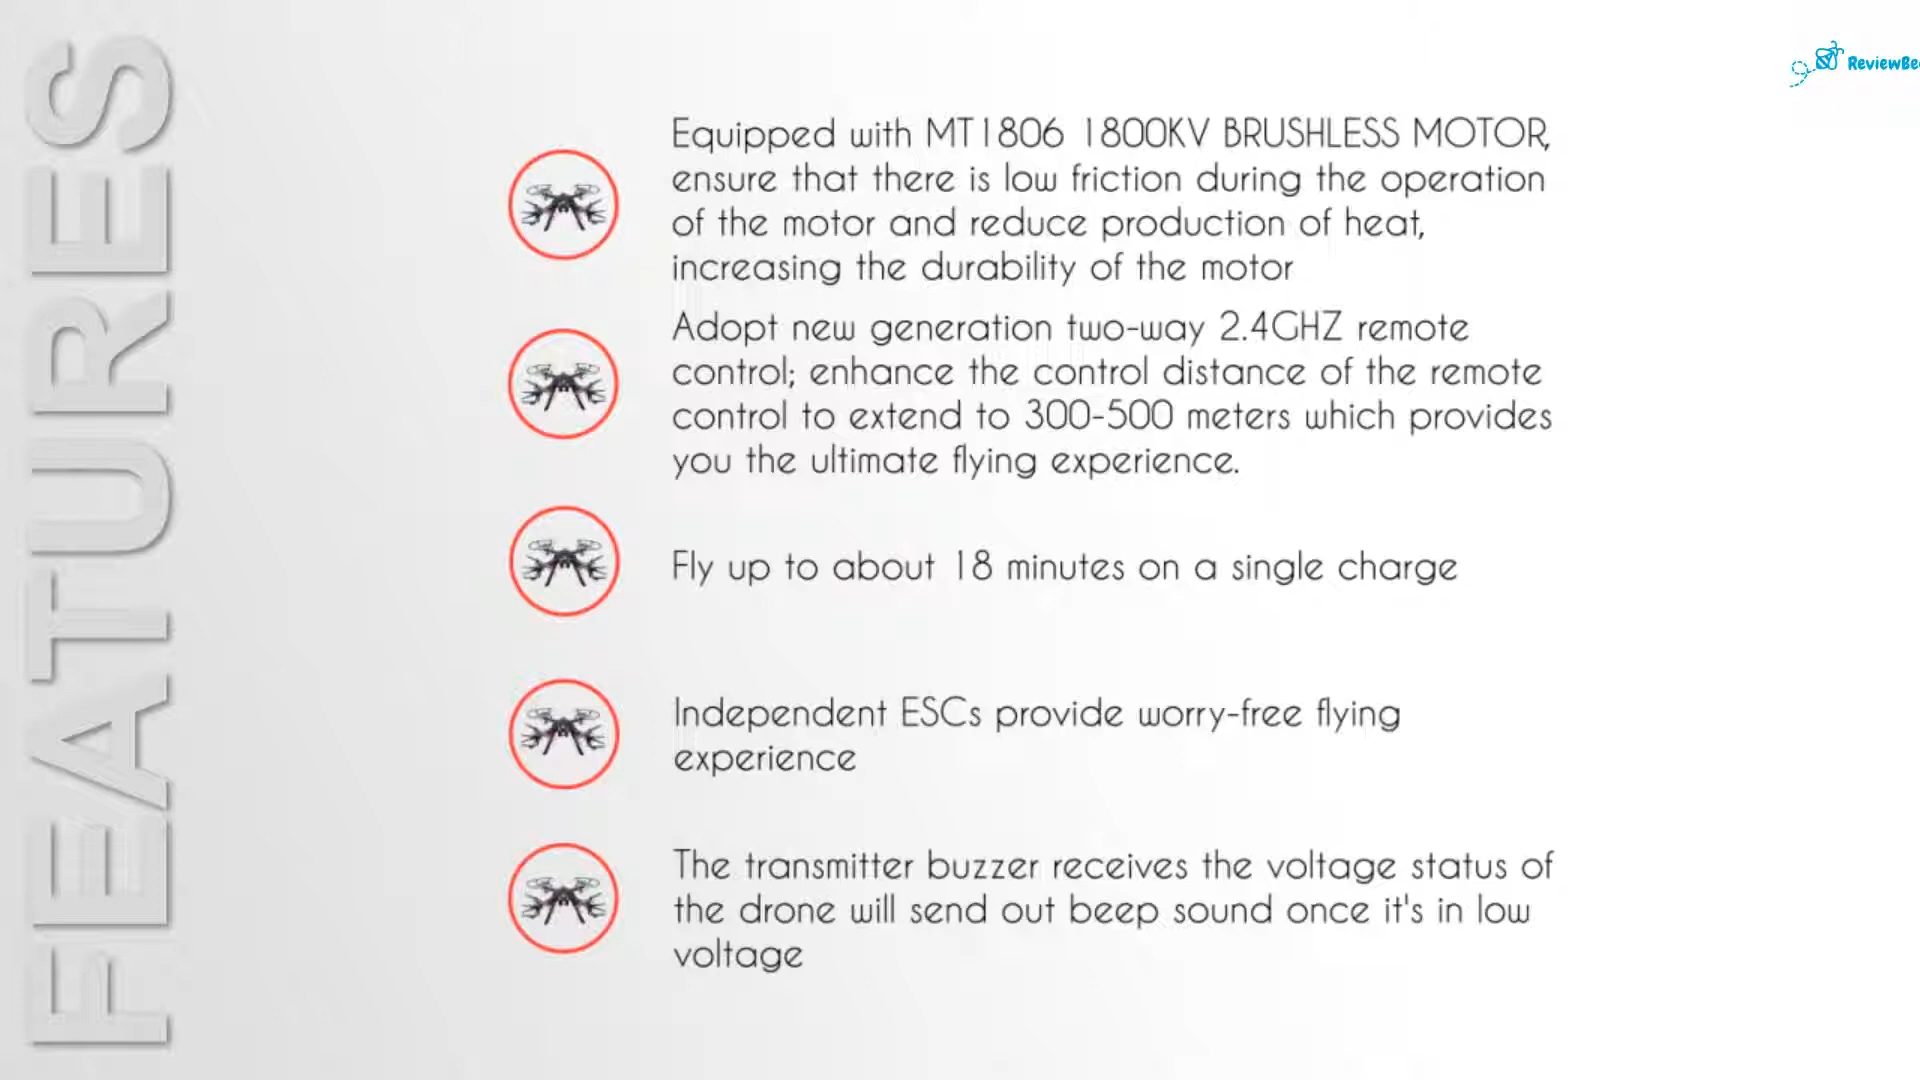 FEATURES
ReviewBee
Equipped with MT1806 1800KV BRUSHLESS MOTOR,
ensure that there is low friction during the operation
of the motor and reduce production of heat,
increasing the durability of the motor
Adopt new generation two-way 2.4GHZ remote
control; enhance the control distance of the remote
control to extend to 300-500 meters which provides
you the ultimate flying experience.
Fly up to about 18 minutes on a single charge
Independent ESCs provide worry-free flying
experience
The transmitter buzzer receives the voltage status of
the drone will send out beep sound once it's in low
voltage